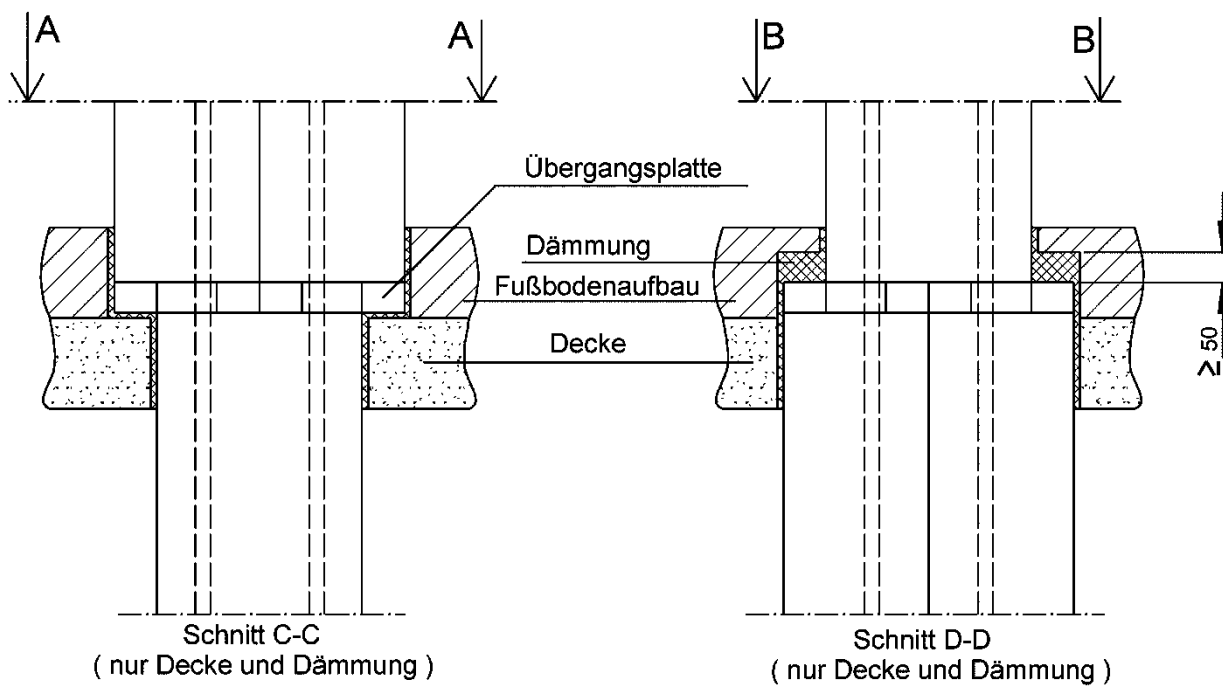 A
A
B
B
Übergangsplatte
Dämmung
Fußbodenaufbau
Decke
≥ 50
Schnitt C-C
( nur Decke und Dämmung )
Schnitt D-D
( nur Decke und Dämmung )